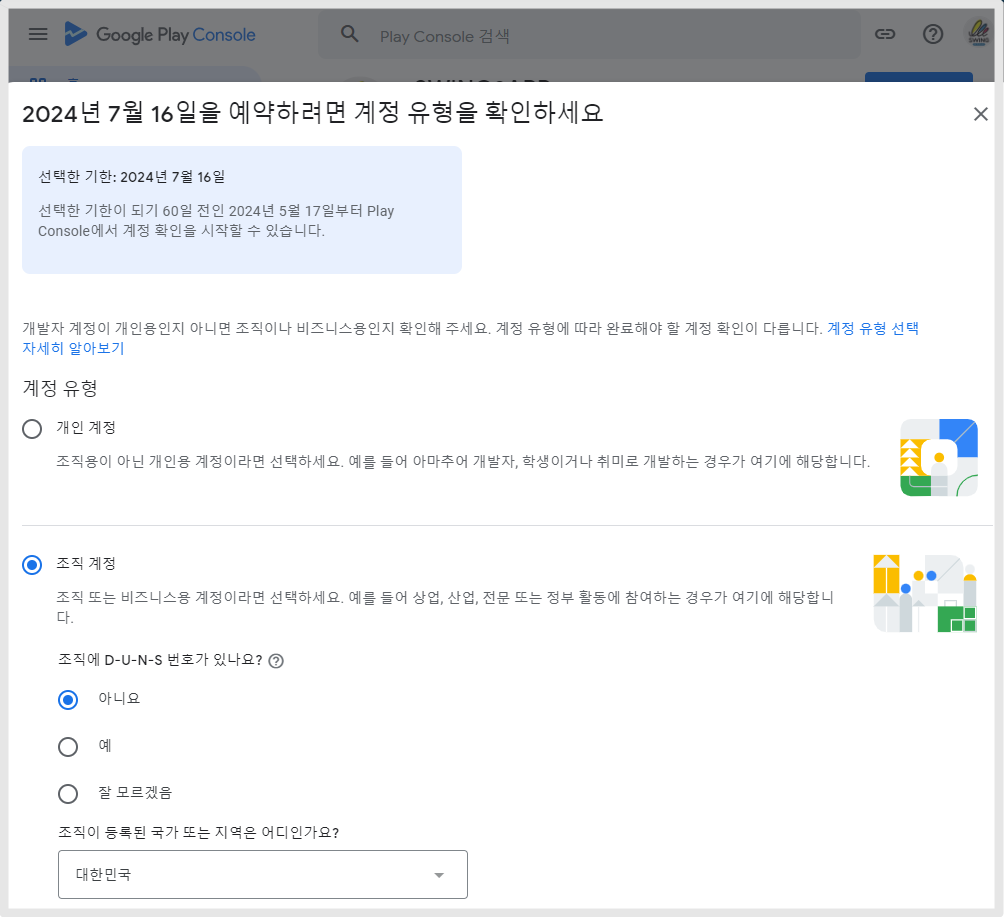 Google Play Console
Play Console 검색
2024년 7월 16일을 예약하려면 계정 유형을 확인하세요
선택한 기한: 2024년 7월 16일
선택한 기한이 되기 60일 전인 2024년 5월 17일부터 Play
Console에서 계정 확인을 시작할 수 있습니다.
개발자 계정이 개인용인지 아니면 조직이나 비즈니스용인지 확인해 주세요. 계정 유형에 따라 완료해야 할 계정 확인이 다릅니다. 계정 유형 선택
자세히 알아보기
계정 유형
개인 계정
조직용이 아닌 개인용 계정이라면 선택하세요. 예를 들어 아마추어 개발자, 학생이거나 취미로 개발하는 경우가 여기에 해당합니다.
조직 계정
조직 또는 비즈니스용 계정이라면 선택하세요. 예를 들어 상업, 산업, 전문 또는 정부 활동에 참여하는 경우가 여기에 해당합니
다.
조직에 D-U-N-S 번호가 있나요?
아니요
예
잘 모르겠음
조직이 등록된 국가 또는 지역은 어디인가요?
대한민국